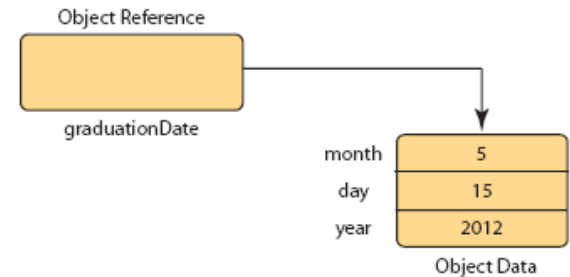 Object Reference
graduationDate
month 5
day 15
year 2012
Object Data